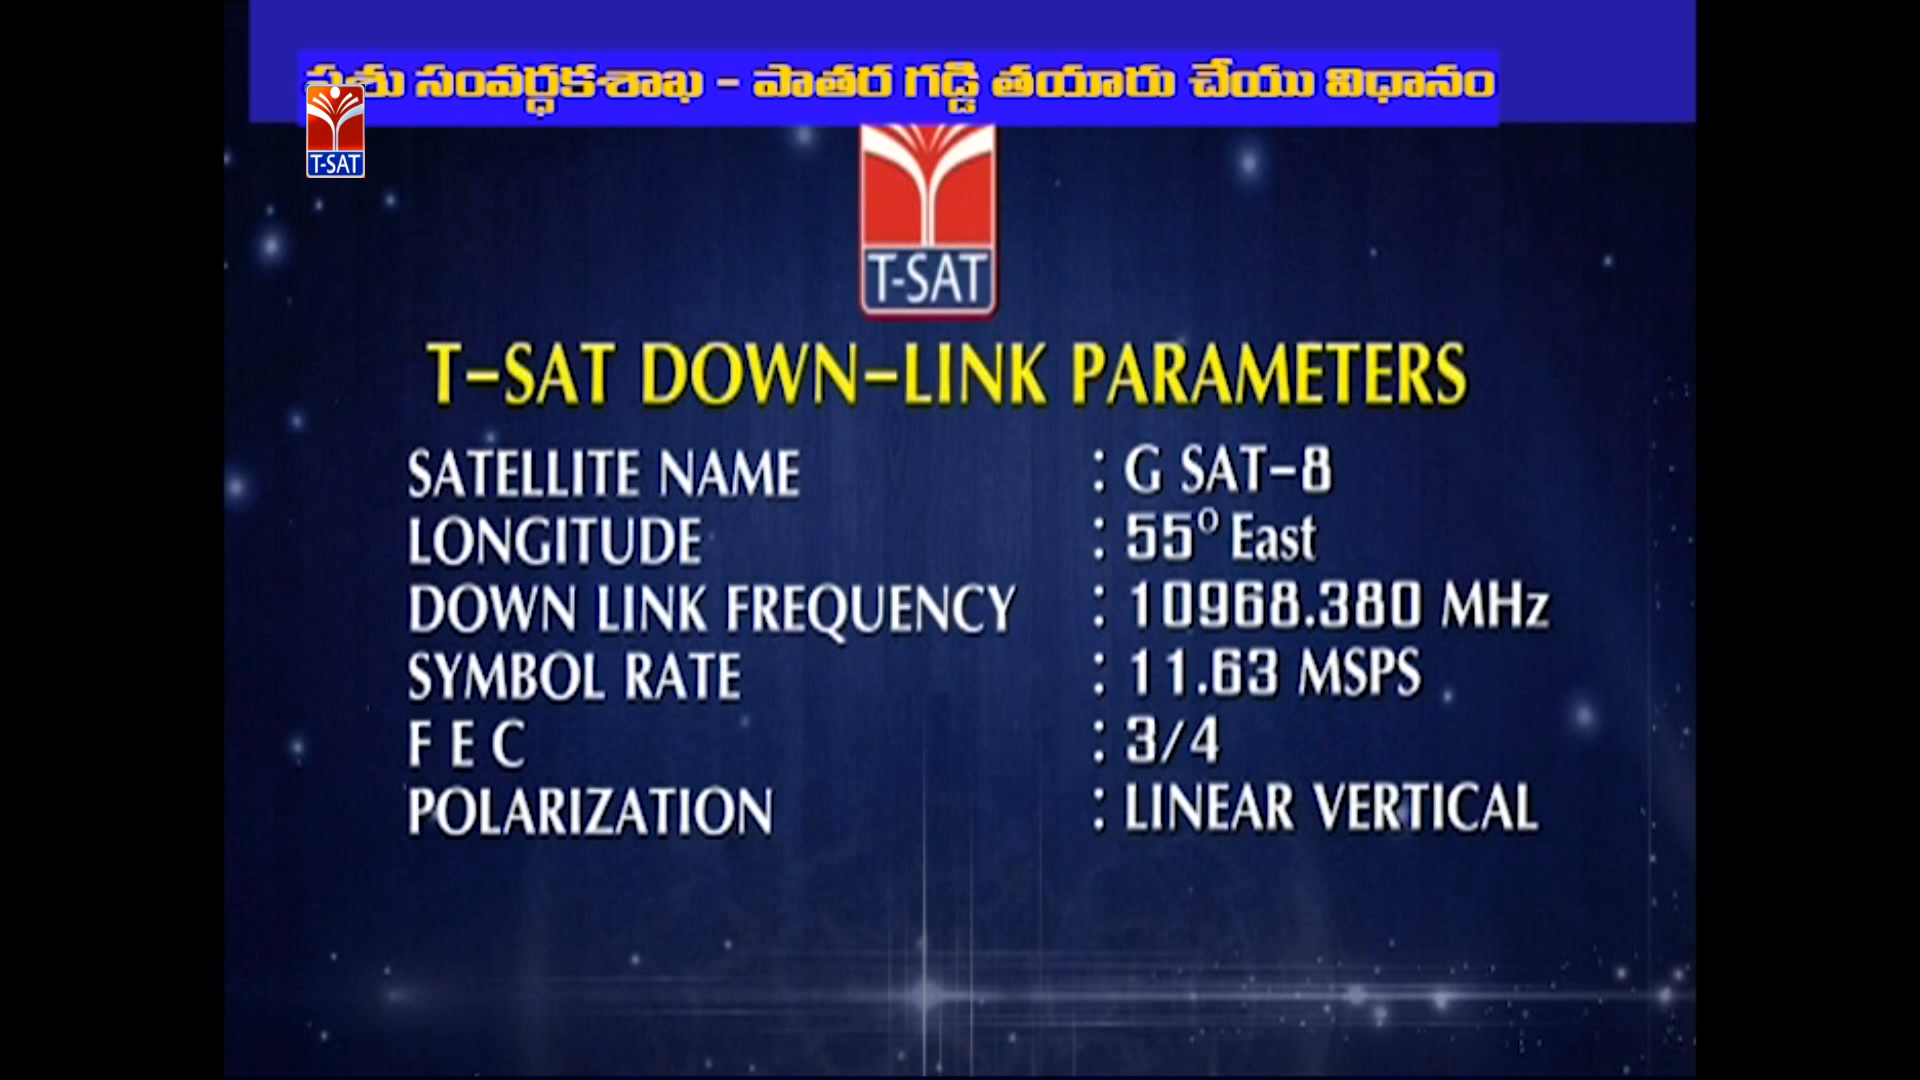 పశు సంవర్ధకశాఖ - పాతర గడ్డి తయారు చేయు విధానం
T-SAT
T-SAT
T-SAT DOWN-LINK PARAMETERS
SATELLITE NAME : G SAT-8
LONGITUDE : 55° East
DOWN LINK FREQUENCY : 10968.380 MHz
SYMBOL RATE : 11.63 MSPS
F E C : 3/4
POLARIZATION : LINEAR VERTICAL